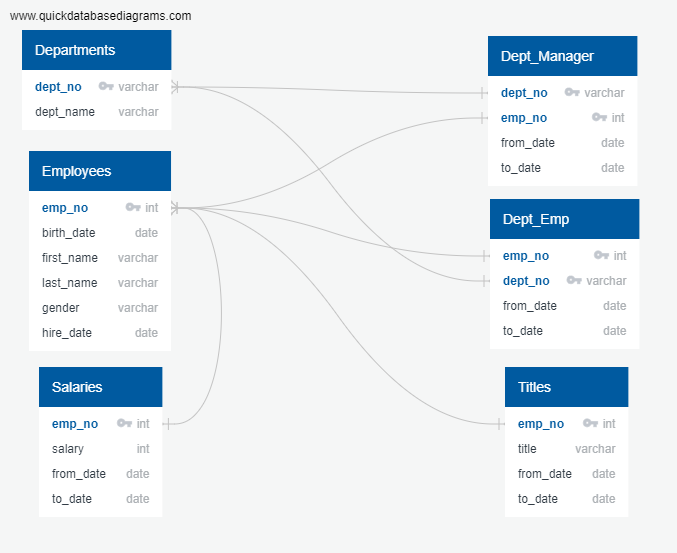 www.quickdatabasediagrams.com
Departments
dept_no varchar
dept_name varchar
Employees
emp_no int
birth_date date
first_name varchar
last_name varchar
gender varchar
hire_date date
Salaries
emp_no int
salary int
from_date date
to_date date
Dept_Manager
dept_no varchar
emp_no int
from_date date
to_date date
Dept_Emp
emp_no int
dept_no varchar
from_date date
to_date date
Titles
emp_no int
title varchar
from_date date
to_date date